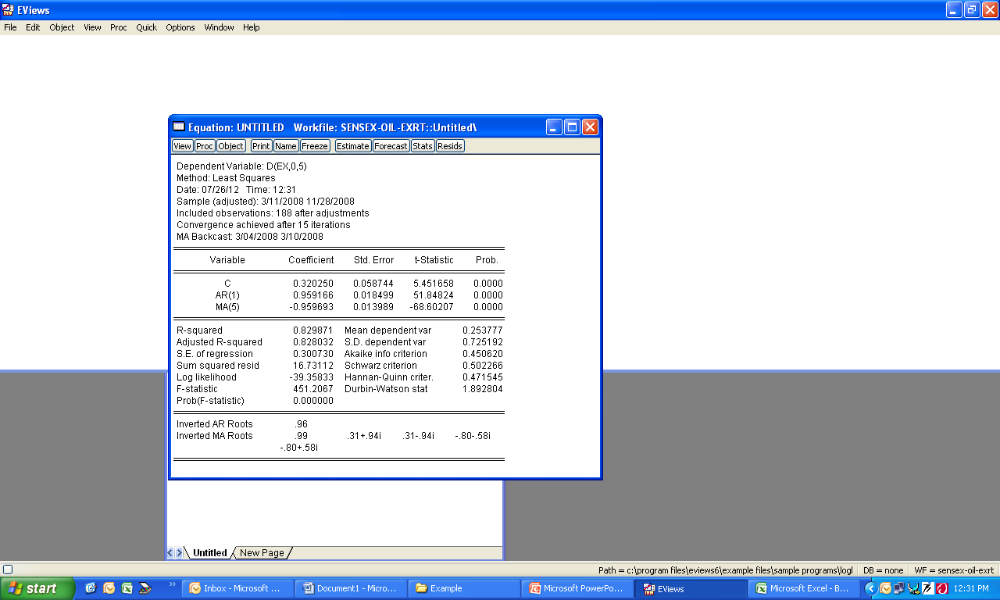 EViews
File Edit Object View Proc Quick Options Window Help
Equation: UNTITLED Workfile: SENSEX-OIL-EXRT::Untitled\
View Proc Object Print Name Freeze Estimate Forecast Stats Resids
Dependent Variable: D(EX,0,5)
Method: Least Squares
Date: 07/26/12 Time: 12:31
Sample (adjusted): 3/11/2008 11/28/2008
Included observations: 188 after adjustments
Convergence achieved after 15 iterations
MA Backcast: 3/04/2008 3/10/2008
Variable Coefficient Std. Error t-Statistic Prob.
C 0.320250 0.058744 5.451658 0.0000
AR(1) 0.959166 0.018499 51.84824 0.0000
MA(5) -0.959693 0.013989 -68.60207 0.0000
R-squared 0.829871 Mean dependent var 0.253777
Adjusted R-squared 0.828032 S.D. dependent var 0.725192
S.E. of regression 0.300730 Akaike info criterion 0.450620
Sum squared resid 16.73112 Schwarz criterion 0.502266
Log likelihood -39.35833 Hannan-Quinn criter. 0.471545
F-statistic 451.2067 Durbin-Watson stat 1.892804
Prob(F-statistic) 0.000000
Inverted AR Roots .96
Inverted MA Roots .99 .31+.94i .31-.94i -.80-.58i
-.80+.58i
Untitled New Page
Path = c:\program files\eviews6\example files\sample programs\logl DB = none WF = sensex-oil-exrt
start Inbox - Microsoft ... Document1 - Micro... Example Microsoft PowerPo... EViews Microsoft Excel - B... 12:31 PM